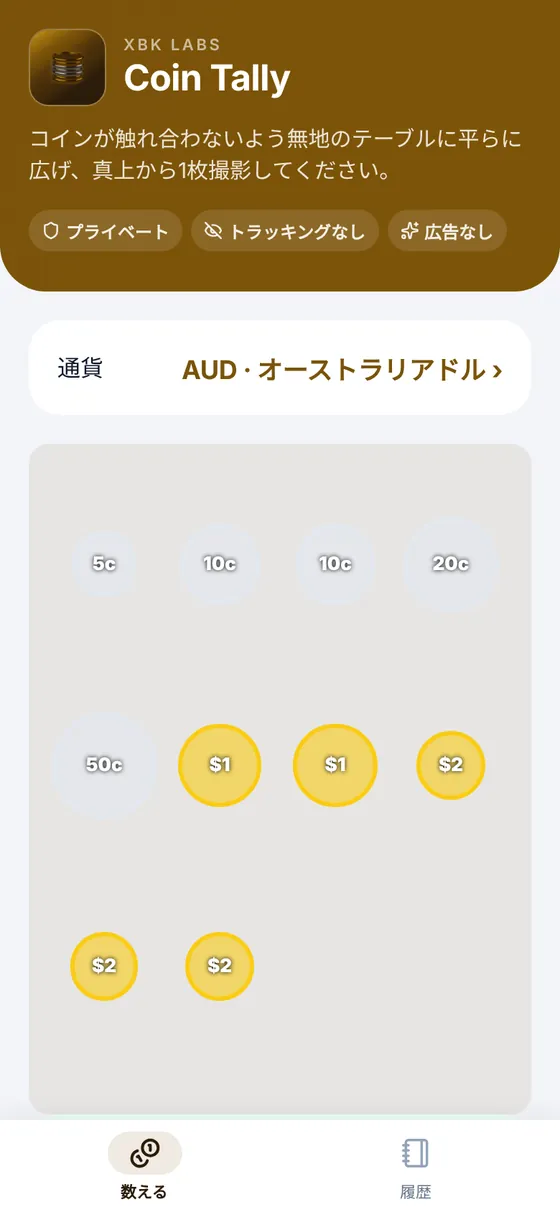 XBK LABS
Coin Tally
コインが触れ合わないよう無地のテーブルに平らに
広げ、真上から1枚撮影してください。
プライベート
トラッキングなし
広告なし
通貨
AUD · オーストラリアドル ›
5c
10c
10c
20c
50c
$1
$1
$2
$2
$2
数える
履歴